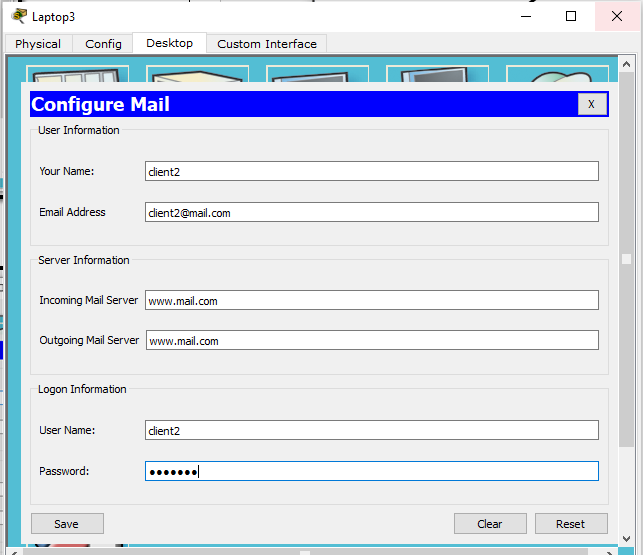 Laptop3
Physical Config Desktop Custom Interface
Configure Mail X
User Information
Your Name: client2
Email Address client2@mail.com
Server Information
Incoming Mail Server www.mail.com
Outgoing Mail Server www.mail.com
Logon Information
User Name: client2
Password: ●●●●●●●
Save Clear Reset